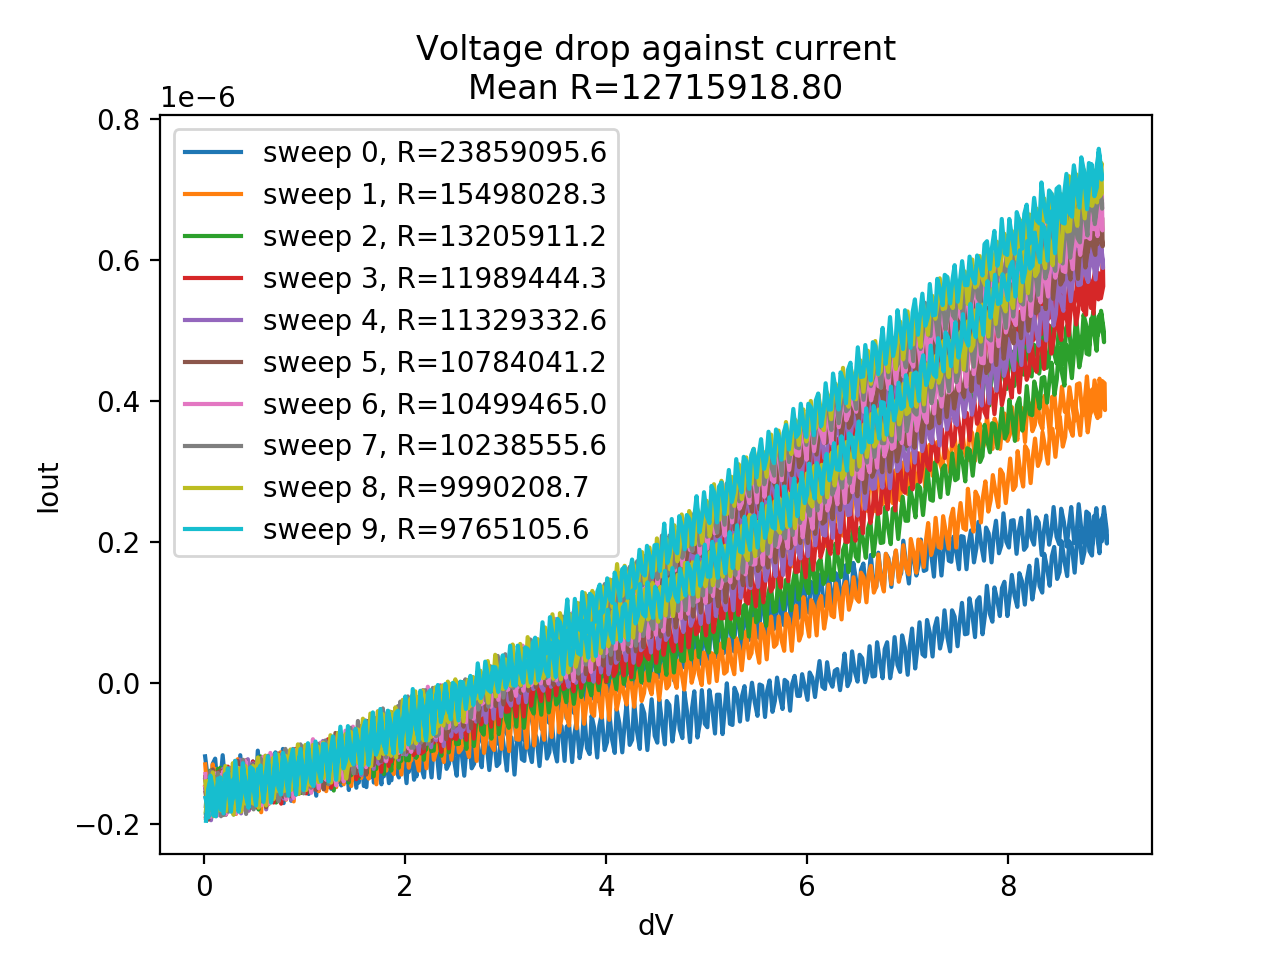 Voltage drop against current
Mean R=12715918.80
1e−6
0.8
0.6
0.4
0.2
0.0
−0.2
Iout
sweep 0, R=23859095.6
sweep 1, R=15498028.3
sweep 2, R=13205911.2
sweep 3, R=11989444.3
sweep 4, R=11329332.6
sweep 5, R=10784041.2
sweep 6, R=10499465.0
sweep 7, R=10238555.6
sweep 8, R=9990208.7
sweep 9, R=9765105.6
0 2 4 6 8
dV